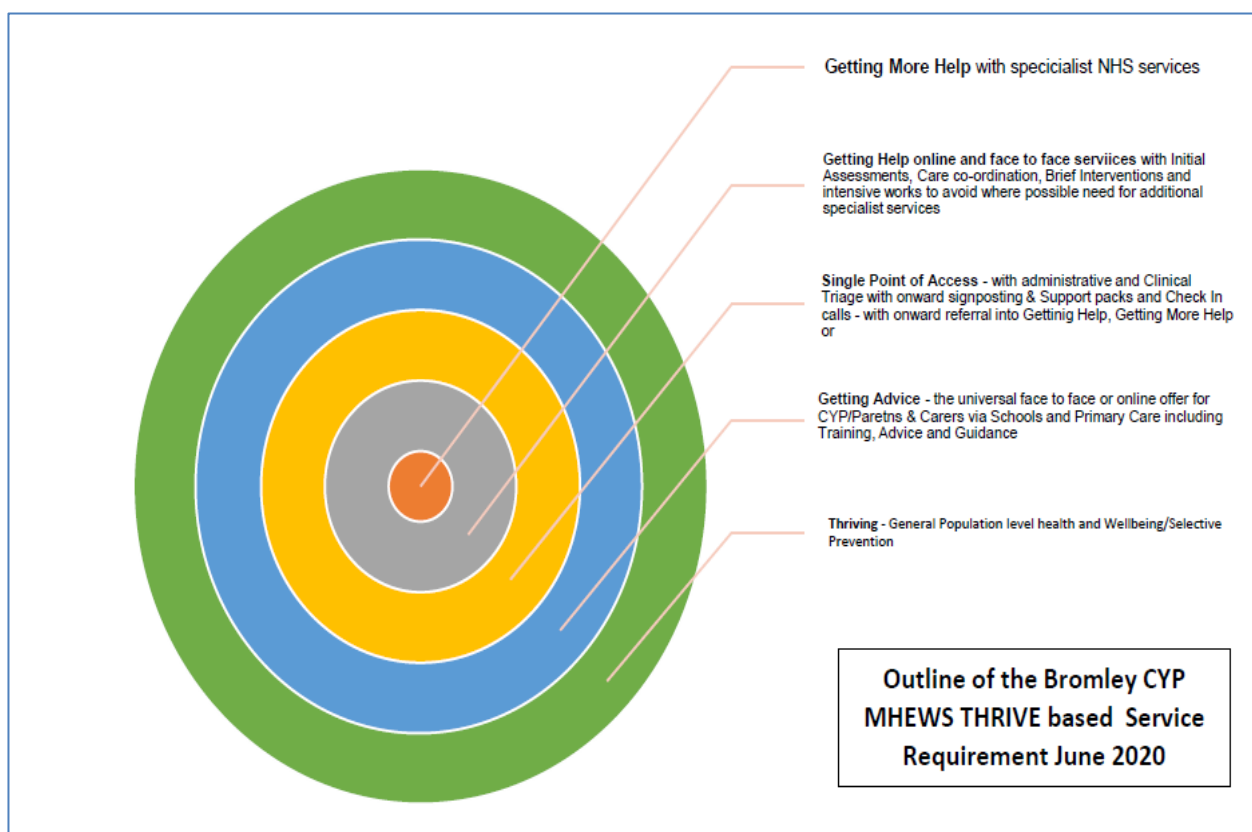 Getting More Help with specicialist NHS services
Getting Help online and face to face serviices with Initial
Assessments, Care co-ordination, Brief Interventions and
intensive works to avoid where possible need for additional
specialist services
Single Point of Access - with administrative and Clinical
Triage with onward signposting & Support packs and Check In
calls - with onward referral into Gettinig Help, Getting More Help
or
Getting Advice - the universal face to face or online offer for
CYP/Paretns & Carers via Schools and Primary Care including
Training, Advice and Guidance
Thriving - General Population level health and Wellbeing/Selective
Prevention
Outline of the Bromley CYP
MHEWS THRIVE based Service
Requirement June 2020